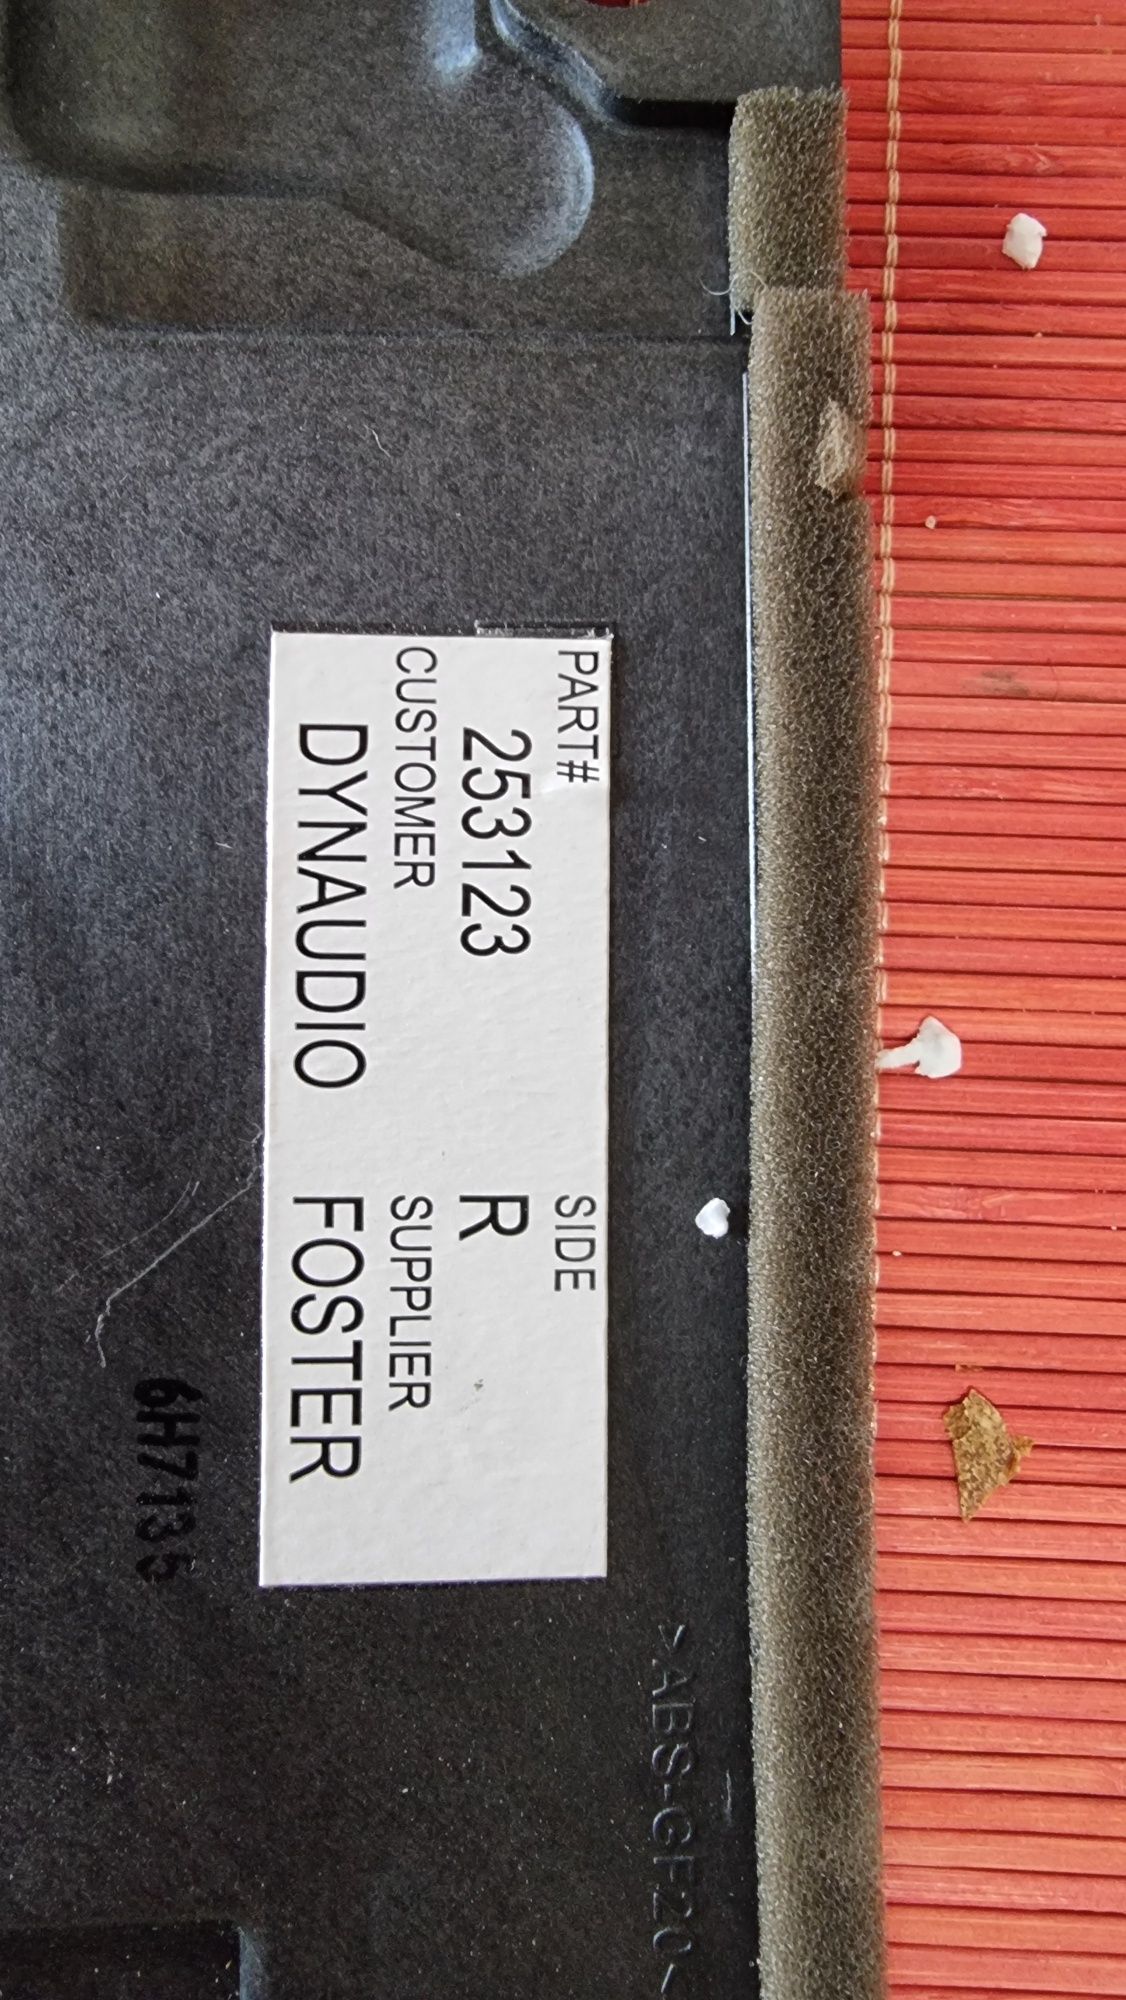 PART# SIDE
253123 R
CUSTOMER SUPPLIER
DYNAUDIO FOSTER
6H7135
>ABS-GF20<